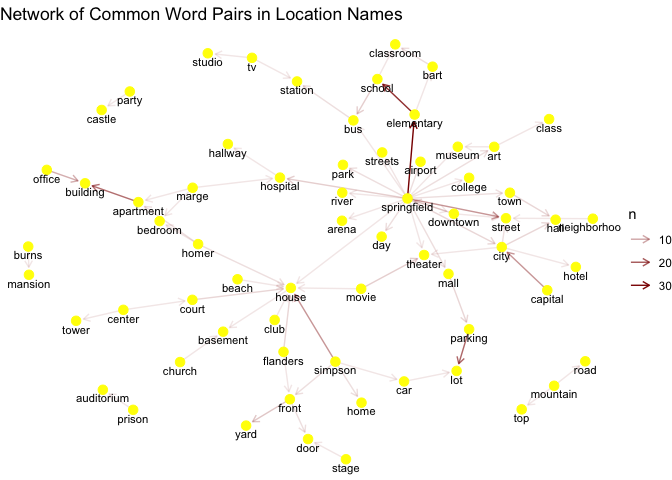 Network of Common Word Pairs in Location Names
classroom
studio
tv
bart
station
school
party
castle
elementary
bus
class
streets
museum
art
hallway
airport
park
office
building
hospital
college
marge
river
town
apartment
springfield
bedroom
arena
downtown
street
hall
neighborhoo
n
day
10
homer
city
burns
theater
20
hotel
mansion
beach
mall
house
movie
30
capital
court
center
tower
club
basement
parking
flanders
simpson
church
road
car
lot
mountain
auditorium
front
home
prison
top
yard
door
stage